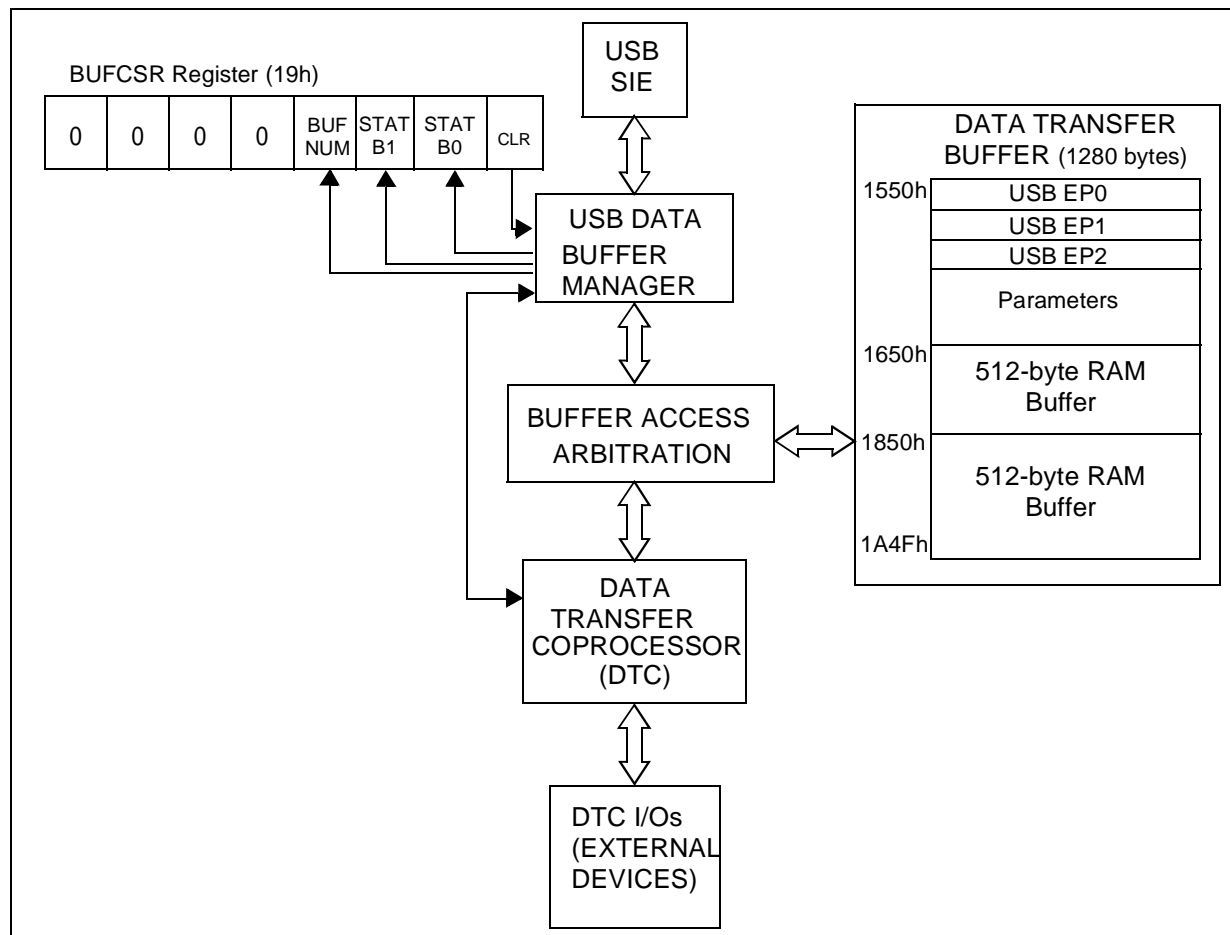 BUFCSR Register (19h)
0
0
0
0
BUF
NUM
STAT
B1
STAT
B0
CLR
USB
SIE
USB DATA
BUFFER
MANAGER
BUFFER ACCESS
ARBITRATION
DATA
TRANSFER
COPROCESSOR
(DTC)
DTC I/Os
(EXTERNAL
DEVICES)
DATA TRANSFER
BUFFER (1280 bytes)
1550h
USB EP0
USB EP1
USB EP2
Parameters
1650h
512-byte RAM
Buffer
1850h
512-byte RAM
Buffer
1A4Fh